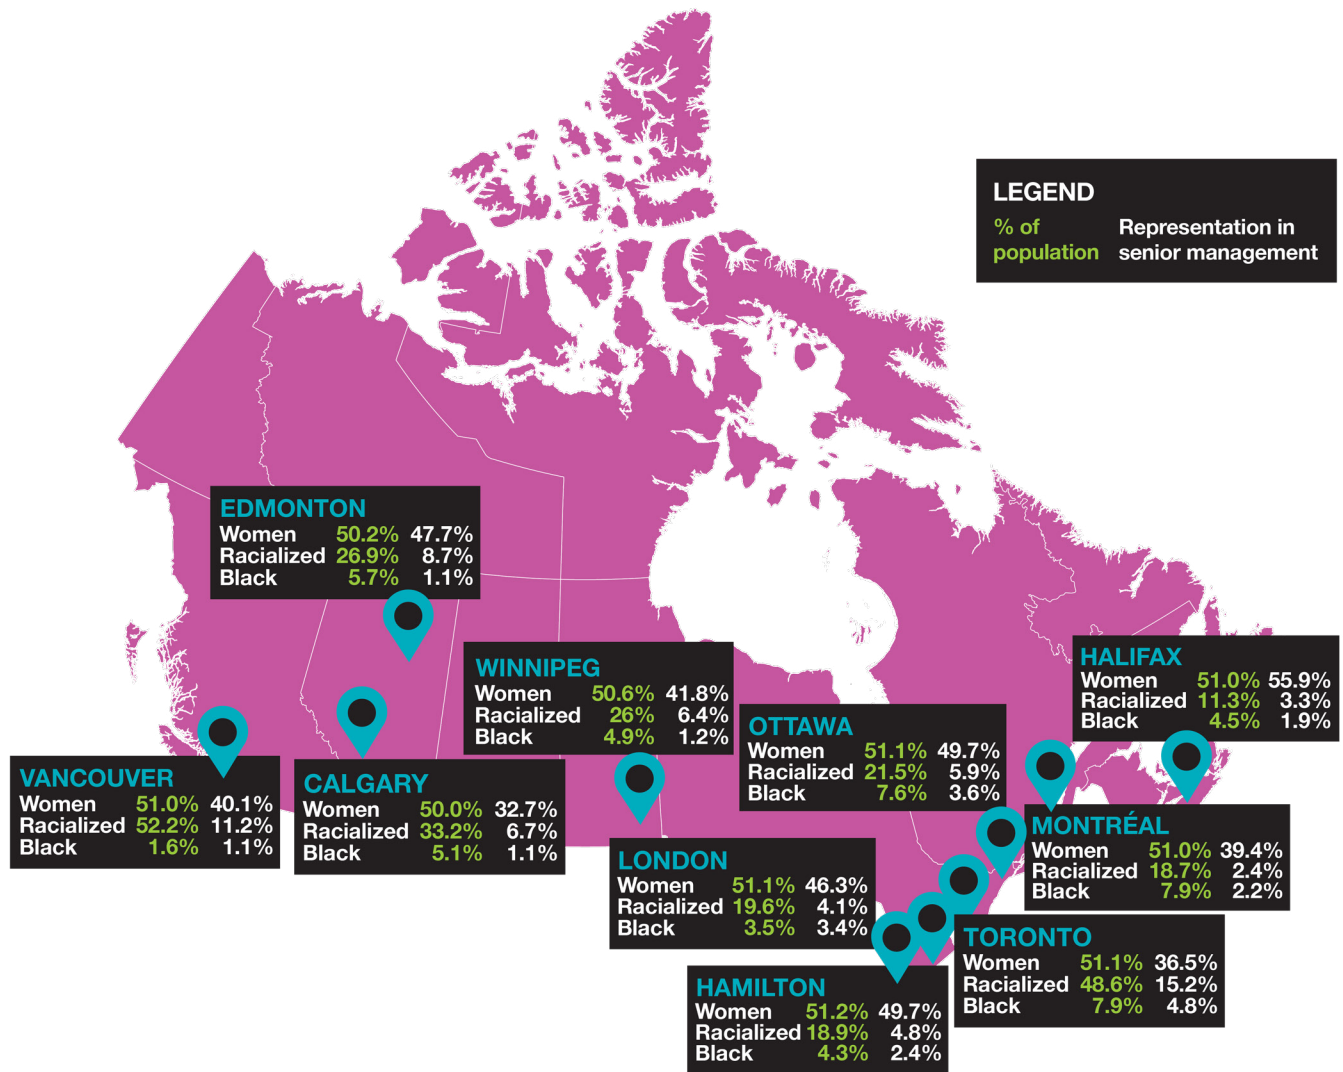 LEGEND
% of population Representation in senior management
EDMONTON
Women 50.2% 47.7%
Racialized 26.9% 8.7%
Black 5.7% 1.1%
WINNIPEG
Women 50.6% 41.8%
Racialized 26% 6.4%
Black 4.9% 1.2%
HALIFAX
Women 51.0% 55.9%
Racialized 11.3% 3.3%
Black 4.5% 1.9%
OTTAWA
Women 51.1% 49.7%
Racialized 21.5% 5.9%
Black 7.6% 3.6%
VANCOUVER
Women 51.0% 40.1%
Racialized 52.2% 11.2%
Black 1.6% 1.1%
CALGARY
Women 50.0% 32.7%
Racialized 33.2% 6.7%
Black 5.1% 1.1%
MONTRÉAL
Women 51.0% 39.4%
Racialized 18.7% 2.4%
Black 7.9% 2.2%
LONDON
Women 51.1% 46.3%
Racialized 19.6% 4.1%
Black 3.5% 3.4%
TORONTO
Women 51.1% 36.5%
Racialized 48.6% 15.2%
Black 7.9% 4.8%
HAMILTON
Women 51.2% 49.7%
Racialized 18.9% 4.8%
Black 4.3% 2.4%